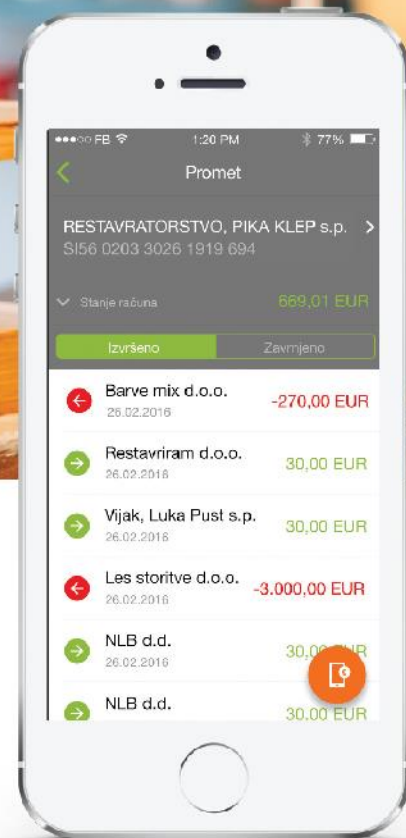 FB 1:20 PM 77%
Promet
RESTAVRATORSTVO, PIKA KLEP s.p.
SI56 0203 3026 1919 694
Stanje računa 669,01 EUR
Izvršeno Zavrnjeno
Barve mix d.o.o. -270,00 EUR
26.02.2016
Restavriram d.o.o. 30,00 EUR
26.02.2016
Vijak, Luka Pust s.p. 30,00 EUR
26.02.2016
Les storitve d.o.o. -3.000,00 EUR
26.02.2016
NLB d.d.
26.02.2016
NLB d.d. 30,00 EUR